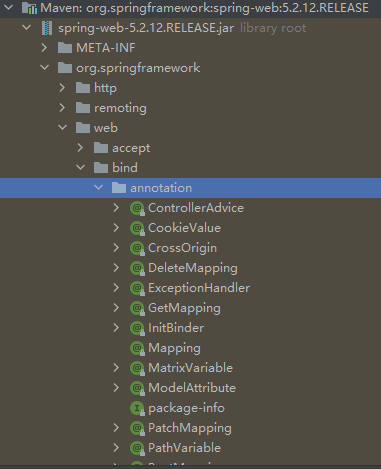 Maven: org.springframework:spring-web:5.2.12.RELEASE
spring-web-5.2.12.RELEASE.jar library root
META-INF
org.springframework
http
remoting
web
accept
bind
annotation
ControllerAdvice
CookieValue
CrossOrigin
DeleteMapping
ExceptionHandler
GetMapping
InitBinder
Mapping
MatrixVariable
ModelAttribute
package-info
PatchMapping
PathVariable